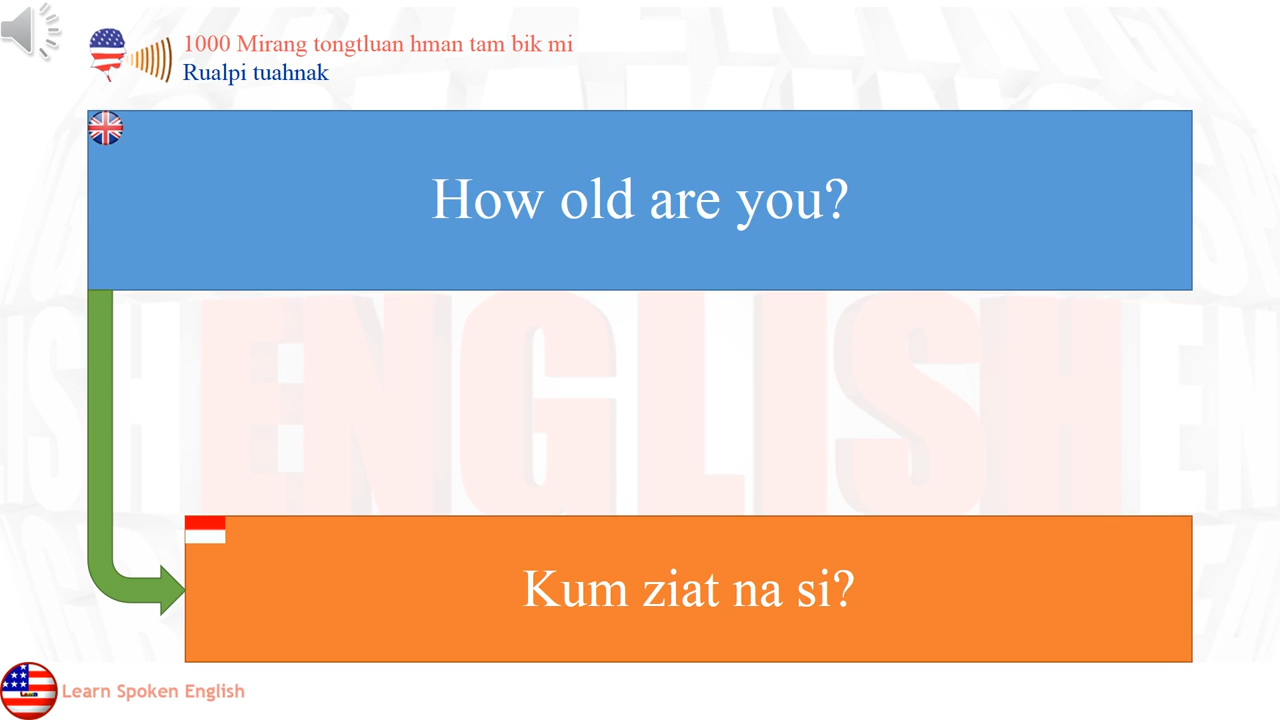 1000 Mirang tongtluan hman tam bik mi
Rualpi tuahnak
How old are you?
ENGLISH
Kum ziat na si?
Learn Spoken English